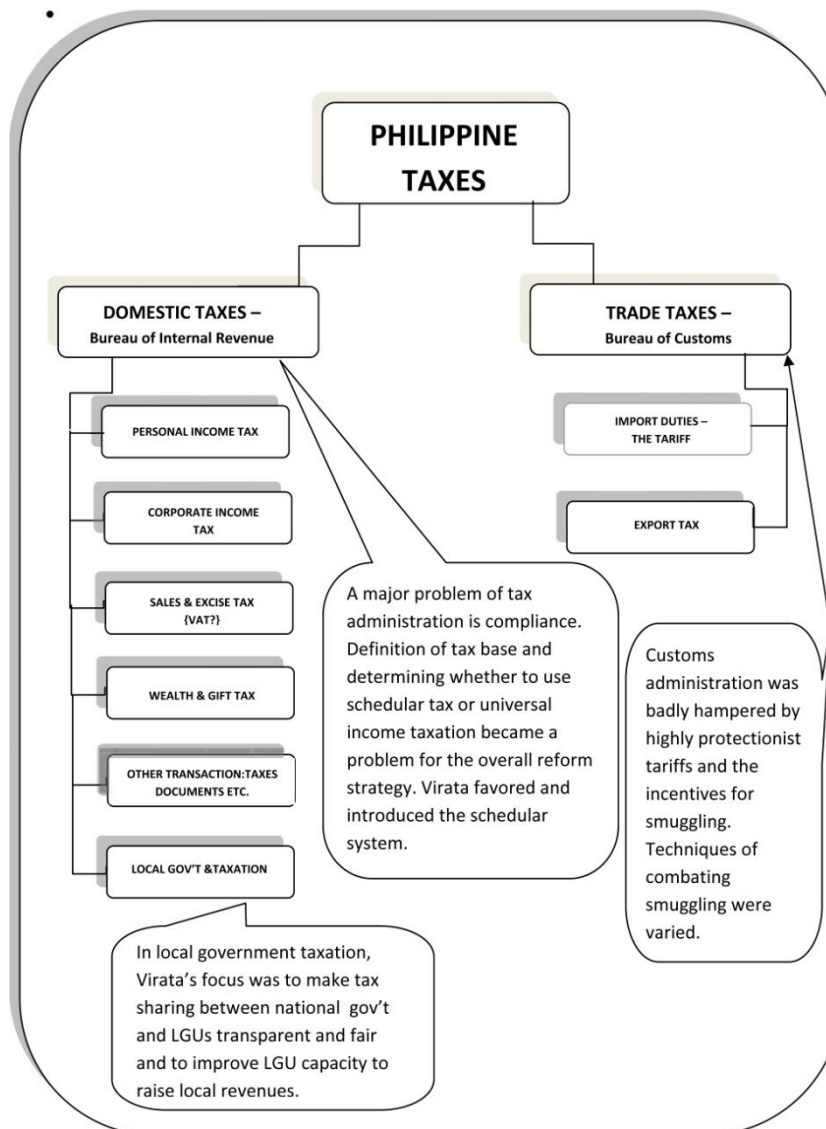 •
PHILIPPINE
TAXES
DOMESTIC TAXES –
Bureau of Internal Revenue
TRADE TAXES –
Bureau of Customs
PERSONAL INCOME TAX
CORPORATE INCOME
TAX
SALES & EXCISE TAX
{VAT?}
WEALTH & GIFT TAX
OTHER TRANSACTION:TAXES
DOCUMENTS ETC.
LOCAL GOV’T &TAXATION
IMPORT DUTIES –
THE TARIFF
EXPORT TAX
A major problem of tax
administration is compliance.
Definition of tax base and
determining whether to use
schedular tax or universal
income taxation became a
problem for the overall reform
strategy. Virata favored and
introduced the schedular
system.
Customs
administration was
badly hampered by
highly protectionist
tariffs and the
incentives for
smuggling.
Techniques of
combating
smuggling were
varied.
In local government taxation,
Virata’s focus was to make tax
sharing between national gov’t
and LGUs transparent and fair
and to improve LGU capacity to
raise local revenues.